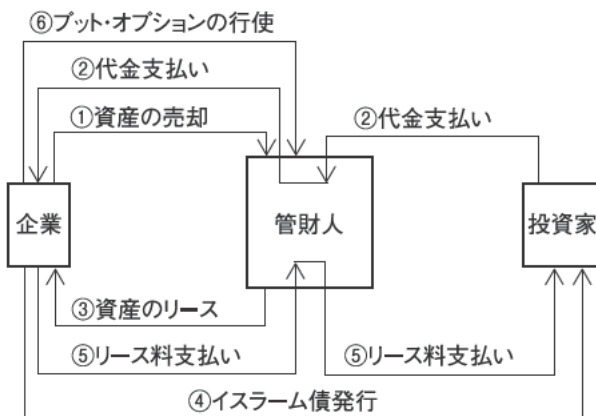 ⑥プット・オプションの行使
②代金支払い
①資産の売却
②代金支払い
企業
管財人
投資家
③資産のリース
⑤リース料支払い
⑤リース料支払い
④イスラーム債発行